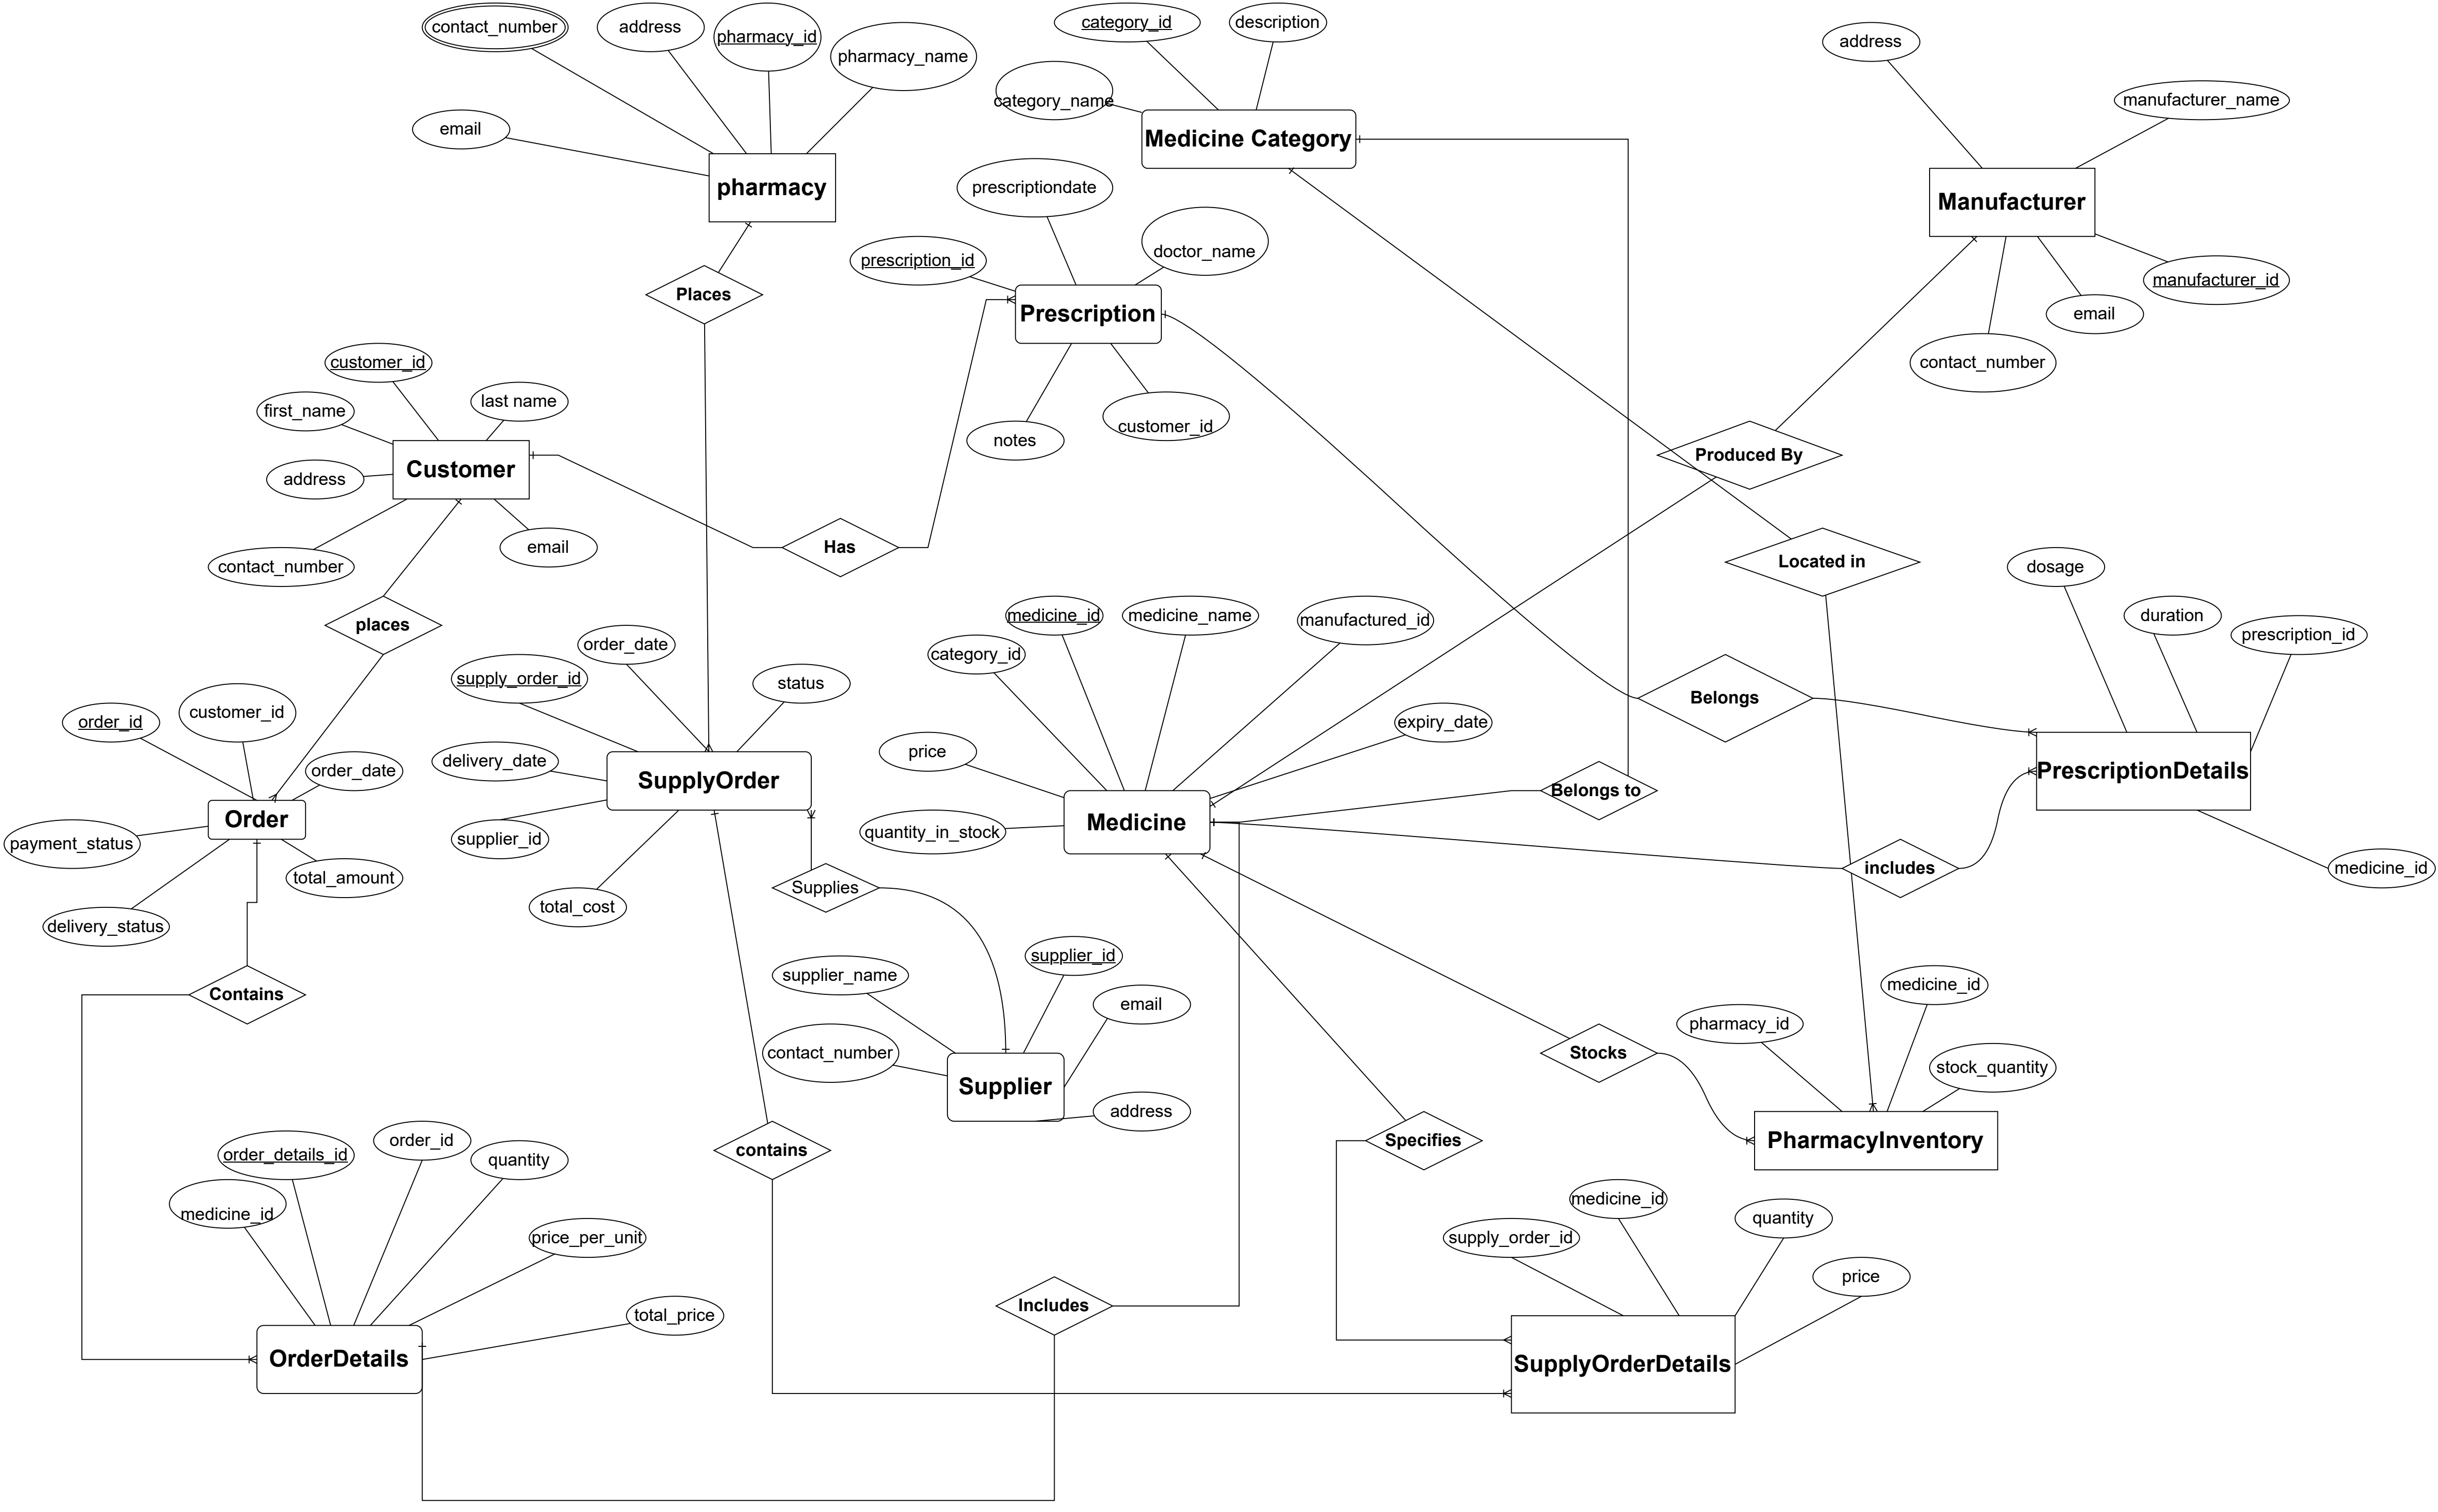 contact_number
address
pharmacy_id
pharmacy_name
email
pharmacy
category_id
description
category_name
Medicine Category
address
manufacturer_name
Manufacturer
manufacturer_id
email
contact_number
prescriptiondate
doctor_name
prescription_id
Prescription
notes
customer_id
Places
customer_id
first_name
last name
Customer
address
contact_number
email
Has
places
Produced By
Located in
dosage
duration
prescription_id
PrescriptionDetails
medicine_id
Belongs
includes
medicine_id
medicine_name
manufactured_id
category_id
expiry_date
price
quantity_in_stock
Medicine
Belongs to
order_date
supply_order_id
status
delivery_date
SupplyOrder
supplier_id
total_cost
Supplies
order_id
customer_id
order_date
Order
payment_status
total_amount
delivery_status
Contains
supplier_name
supplier_id
email
contact_number
Supplier
address
medicine_id
pharmacy_id
stock_quantity
PharmacyInventory
Stocks
Specifies
contains
order_id
order_details_id
quantity
medicine_id
price_per_unit
total_price
OrderDetails
Includes
medicine_id
supply_order_id
quantity
price
SupplyOrderDetails